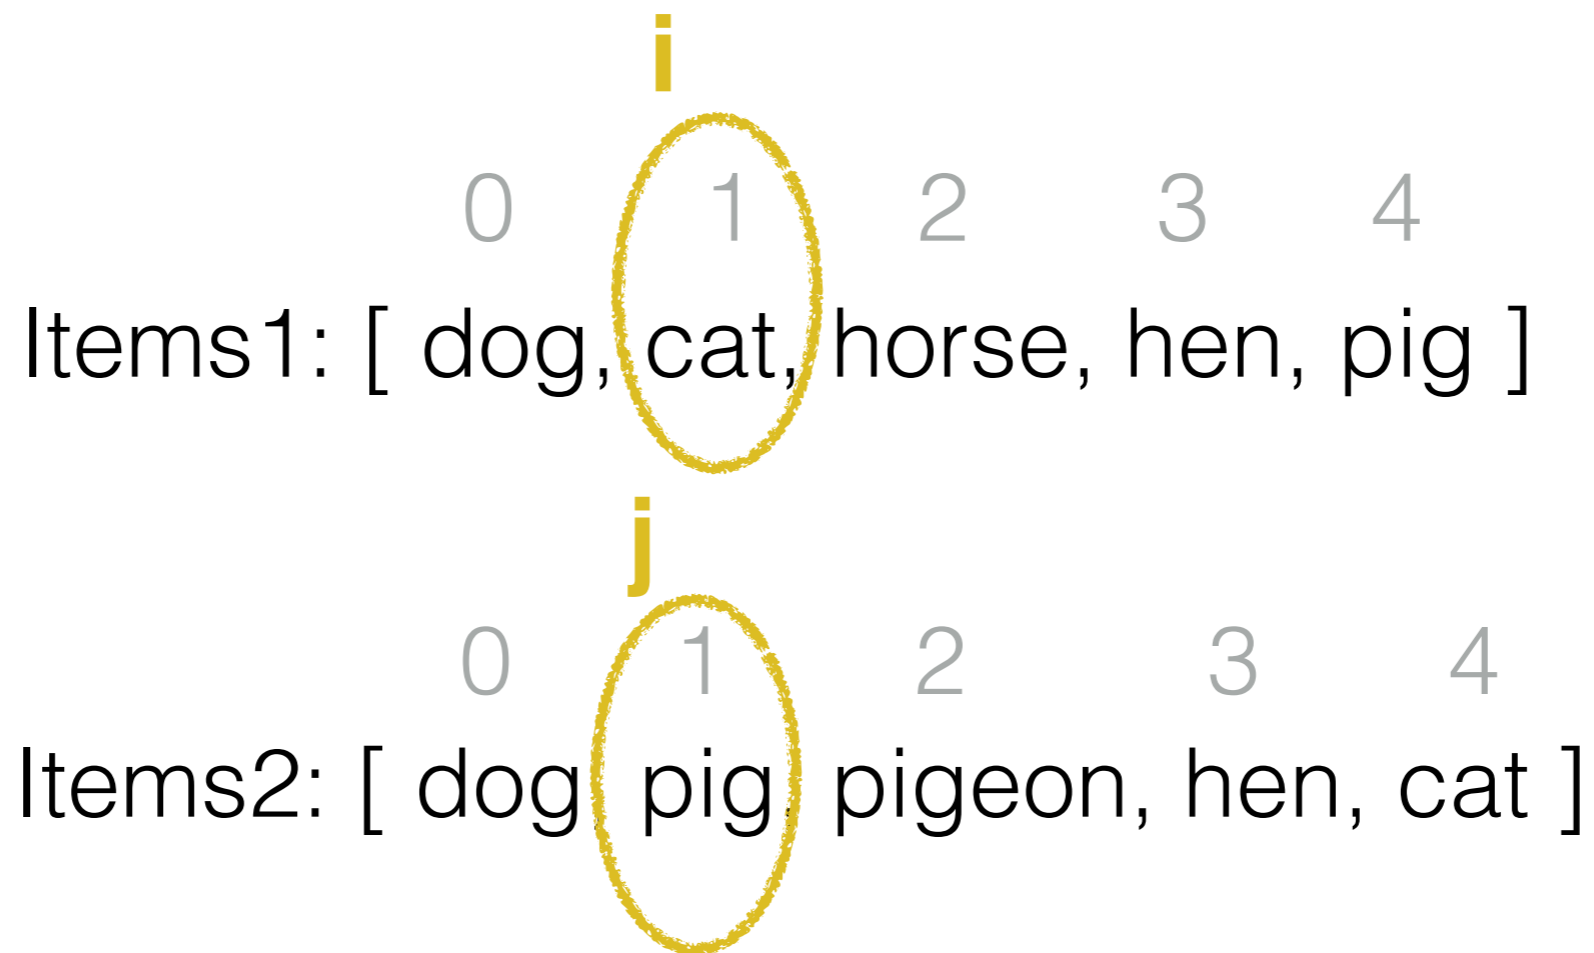 i
0 1 2 3 4
Items1: [ dog, cat, horse, hen, pig ]
j
0 1 2 3 4
Items2: [ dog, pig, pigeon, hen, cat ]